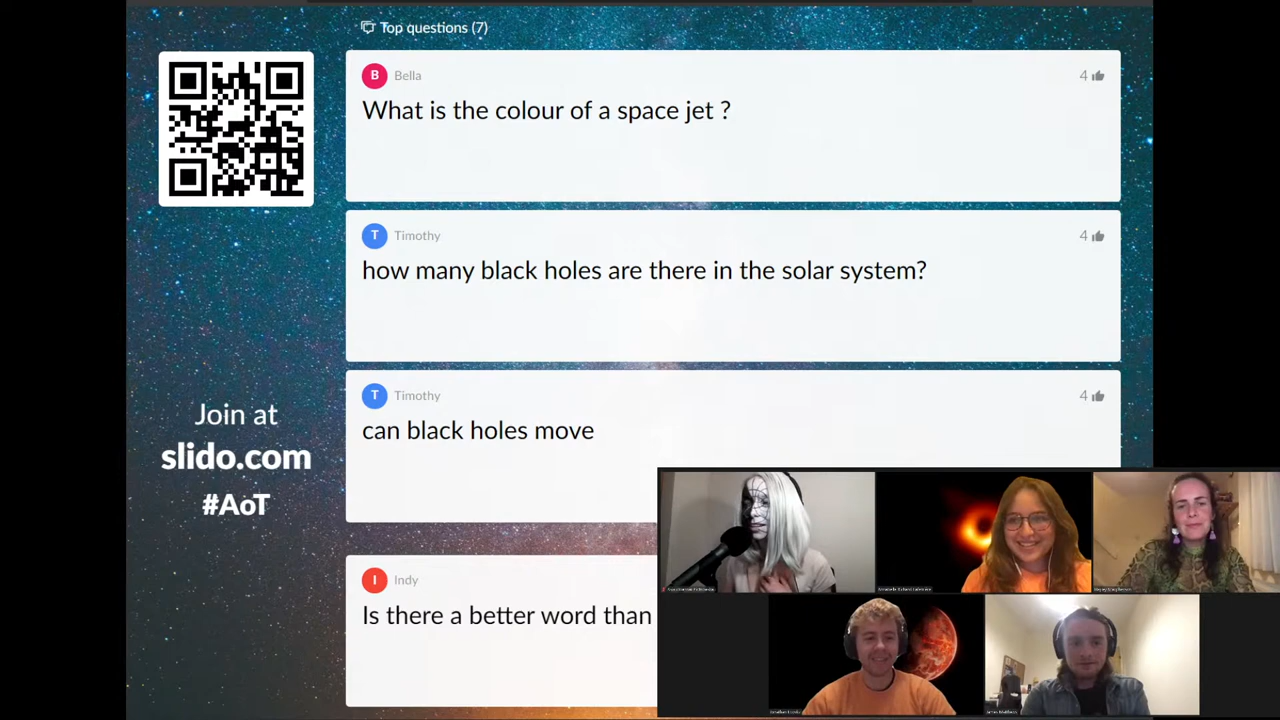 Top questions (7)
B Bella 4
What is the colour of a space jet ?
T Timothy 4
how many black holes are there in the solar system?
T Timothy 4
can black holes move
I Indy
Is there a better word than
Join at
slido.com
#AoT